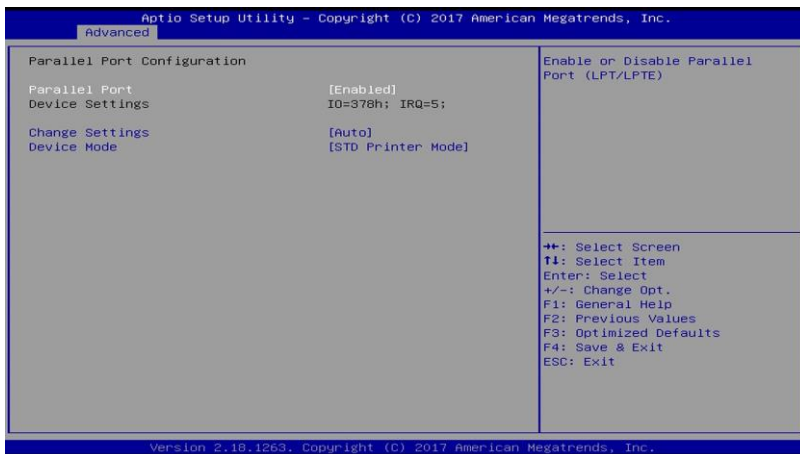 Aptio Setup Utility – Copyright (C) 2017 American Megatrends, Inc.
Advanced
Parallel Port Configuration
Parallel Port [Enabled]
Device Settings IO=378h; IRQ=5;
Change Settings [Auto]
Device Mode [STD Printer Mode]
Enable or Disable Parallel
Port (LPT/LPTE)
→←: Select Screen
↑↓: Select Item
Enter: Select
+/-: Change Opt.
F1: General Help
F2: Previous Values
F3: Optimized Defaults
F4: Save & Exit
ESC: Exit
Version 2.18.1263. Copyright (C) 2017 American Megatrends, Inc.